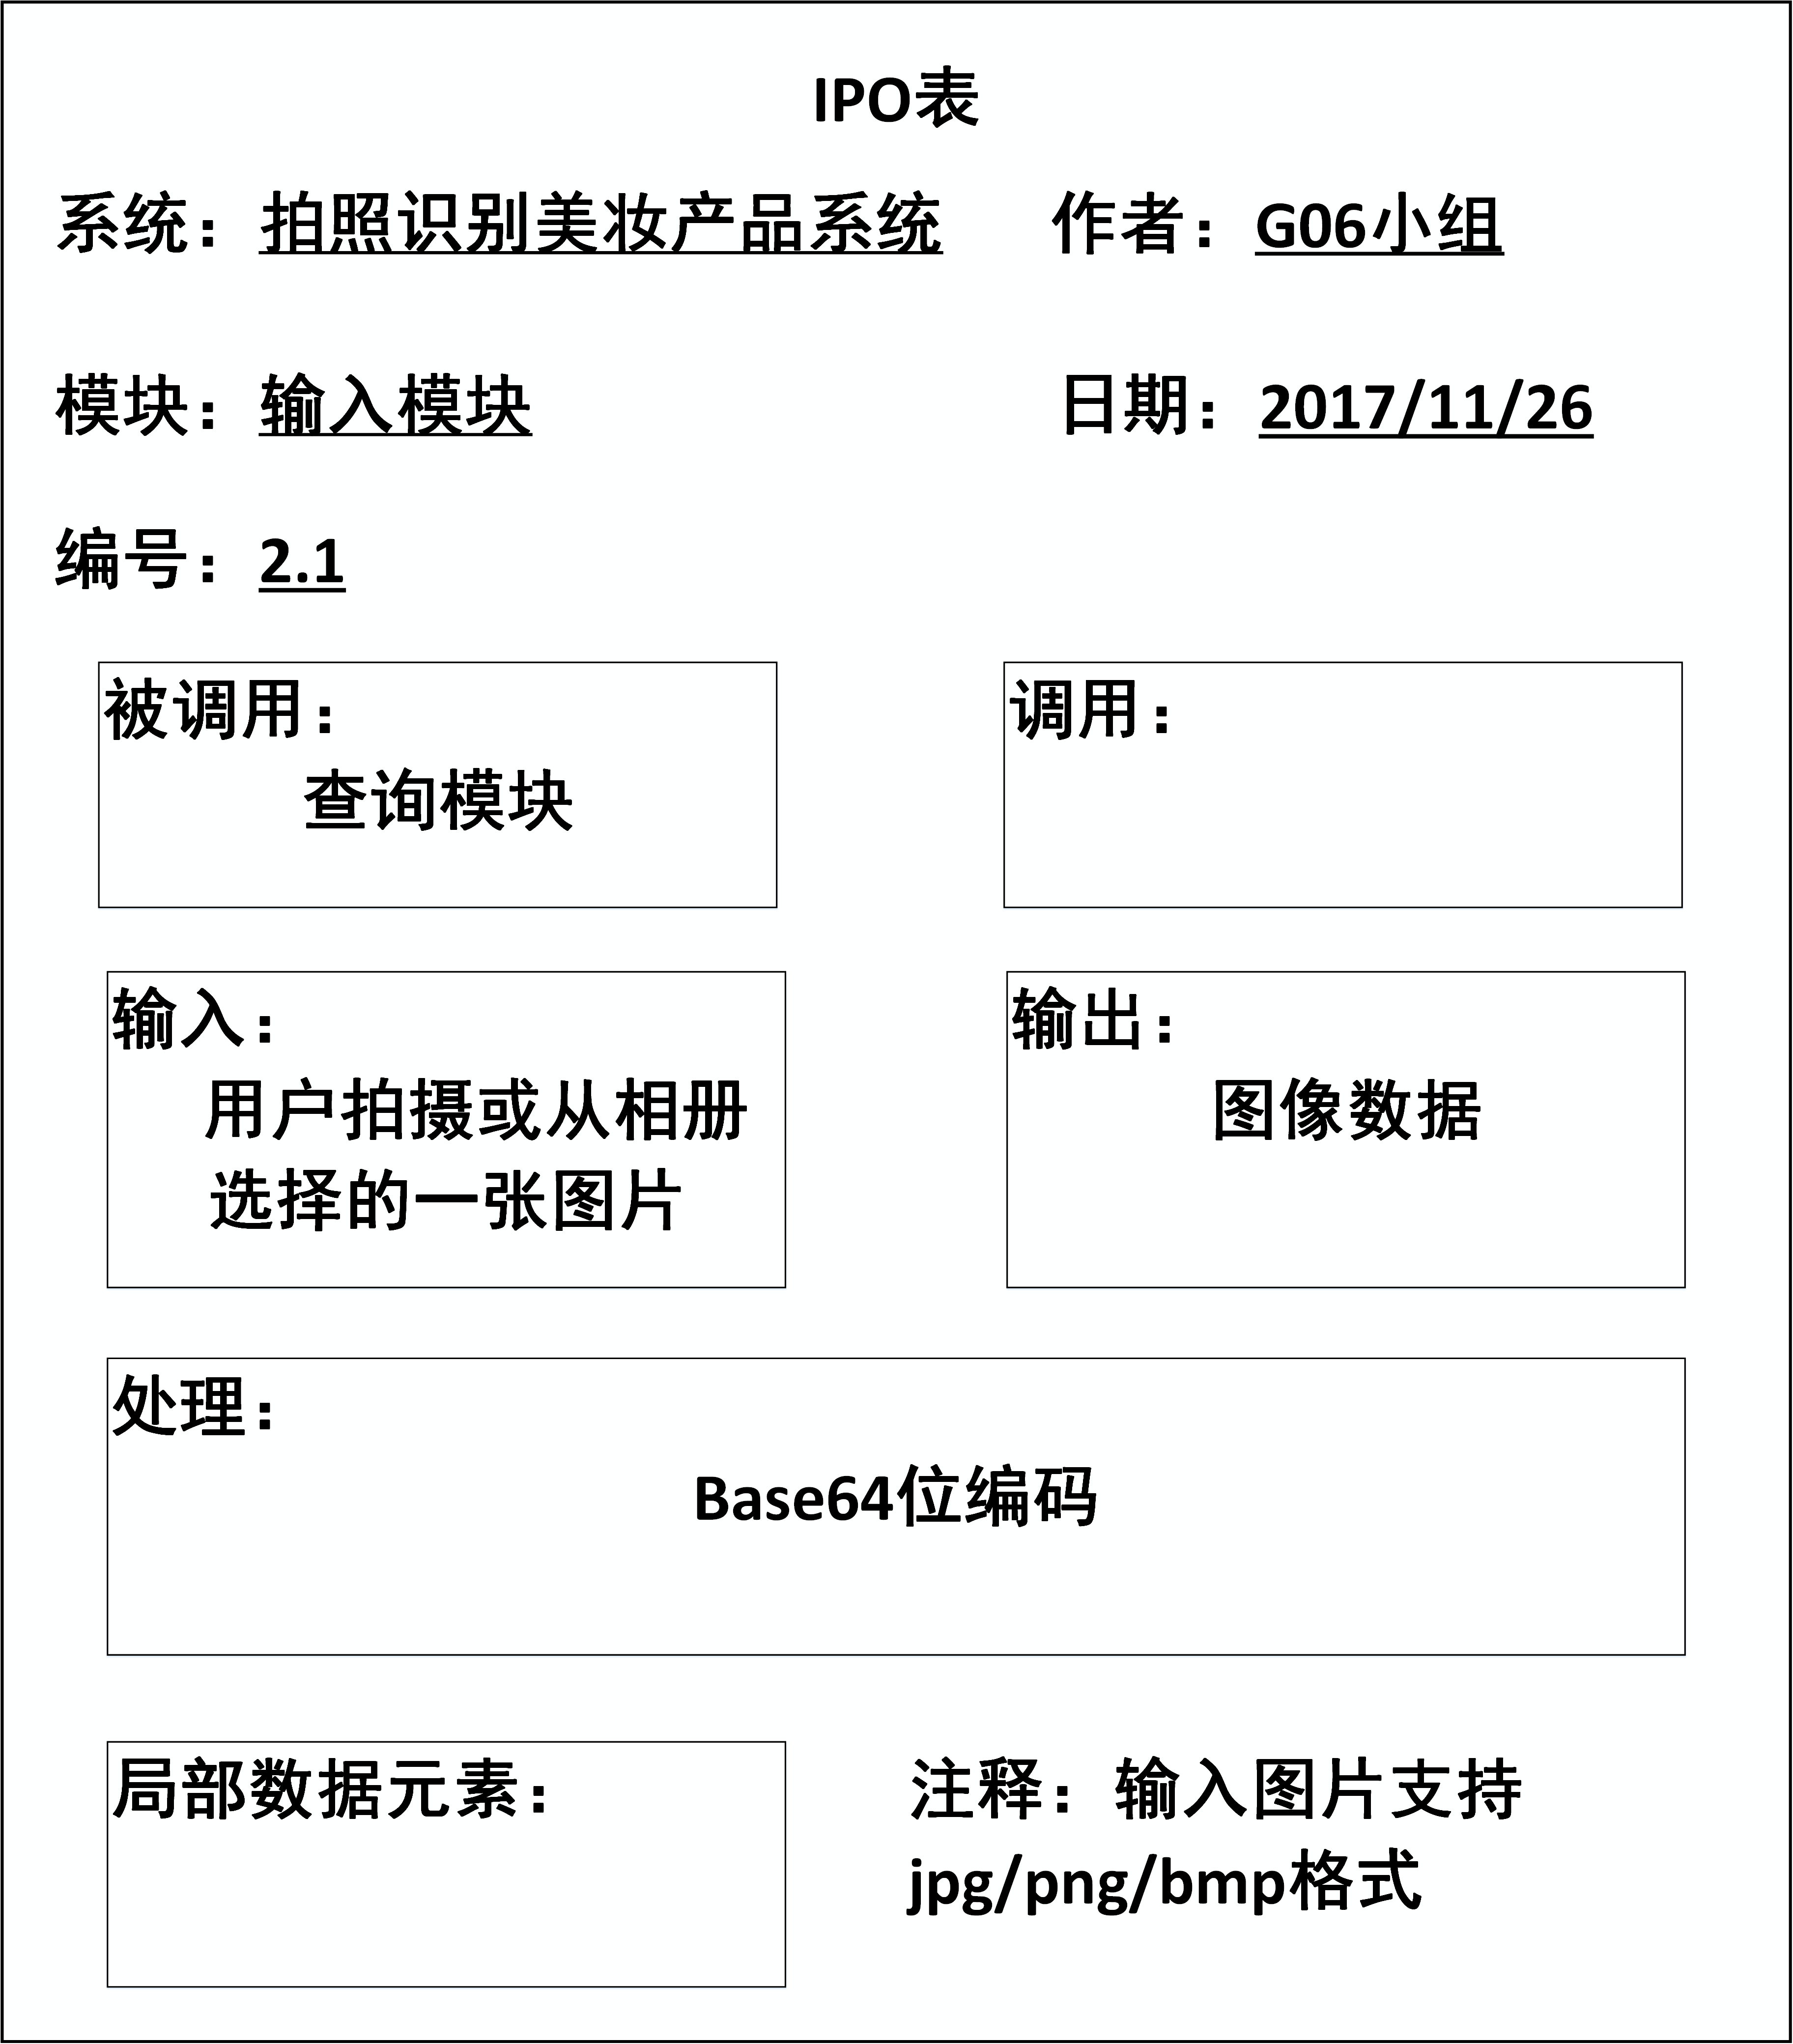 IPO表
系统：拍照识别美妆产品系统 作者：G06小组
模块：输入模块 日期：2017/11/26
编号：2.1
被调用：
查询模块
调用：
输入：
用户拍摄或从相册
选择的一张图片
输出：
图像数据
处理：
Base64位编码
局部数据元素：
注释：输入图片支持
jpg/png/bmp格式